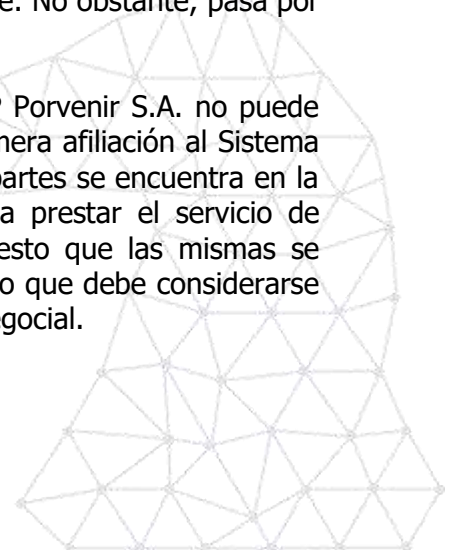 e. No obstante, pasa por
Porvenir S.A. no puede
mera afiliación al Sistema
partes se encuentra en la
a prestar el servicio de
esto que las mismas se
o que debe considerarse
egocial.